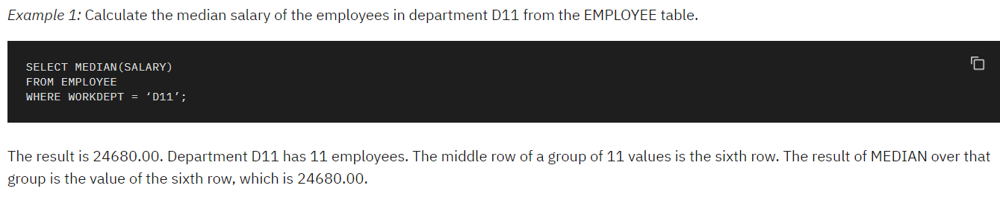 Example 1: Calculate the median salary of the employees in department D11 from the EMPLOYEE table.
SELECT MEDIAN(SALARY)
FROM EMPLOYEE
WHERE WORKDEPT = ‘D11’;
The result is 24680.00. Department D11 has 11 employees. The middle row of a group of 11 values is the sixth row. The result of MEDIAN over that
group is the value of the sixth row, which is 24680.00.